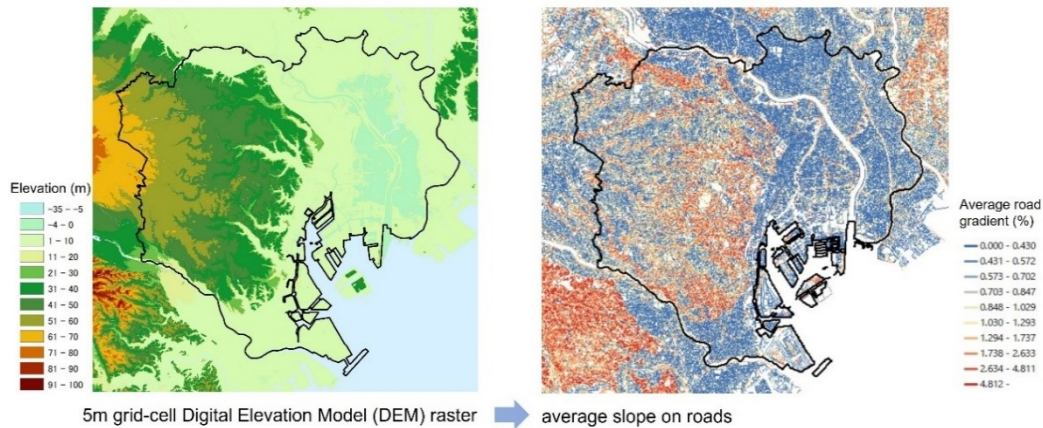 Elevation (m)
-35 - -5
-4 - 0
1 - 10
11 - 20
21 - 30
31 - 40
41 - 50
51 - 60
61 - 70
71 - 80
81 - 90
91 - 100
Average road
gradient (%)
0.000 - 0.430
0.431 - 0.572
0.573 - 0.702
0.703 - 0.847
0.848 - 1.029
1.030 - 1.293
1.294 - 1.737
1.738 - 2.633
2.634 - 4.811
4.812 -
5m grid-cell Digital Elevation Model (DEM) raster
average slope on roads